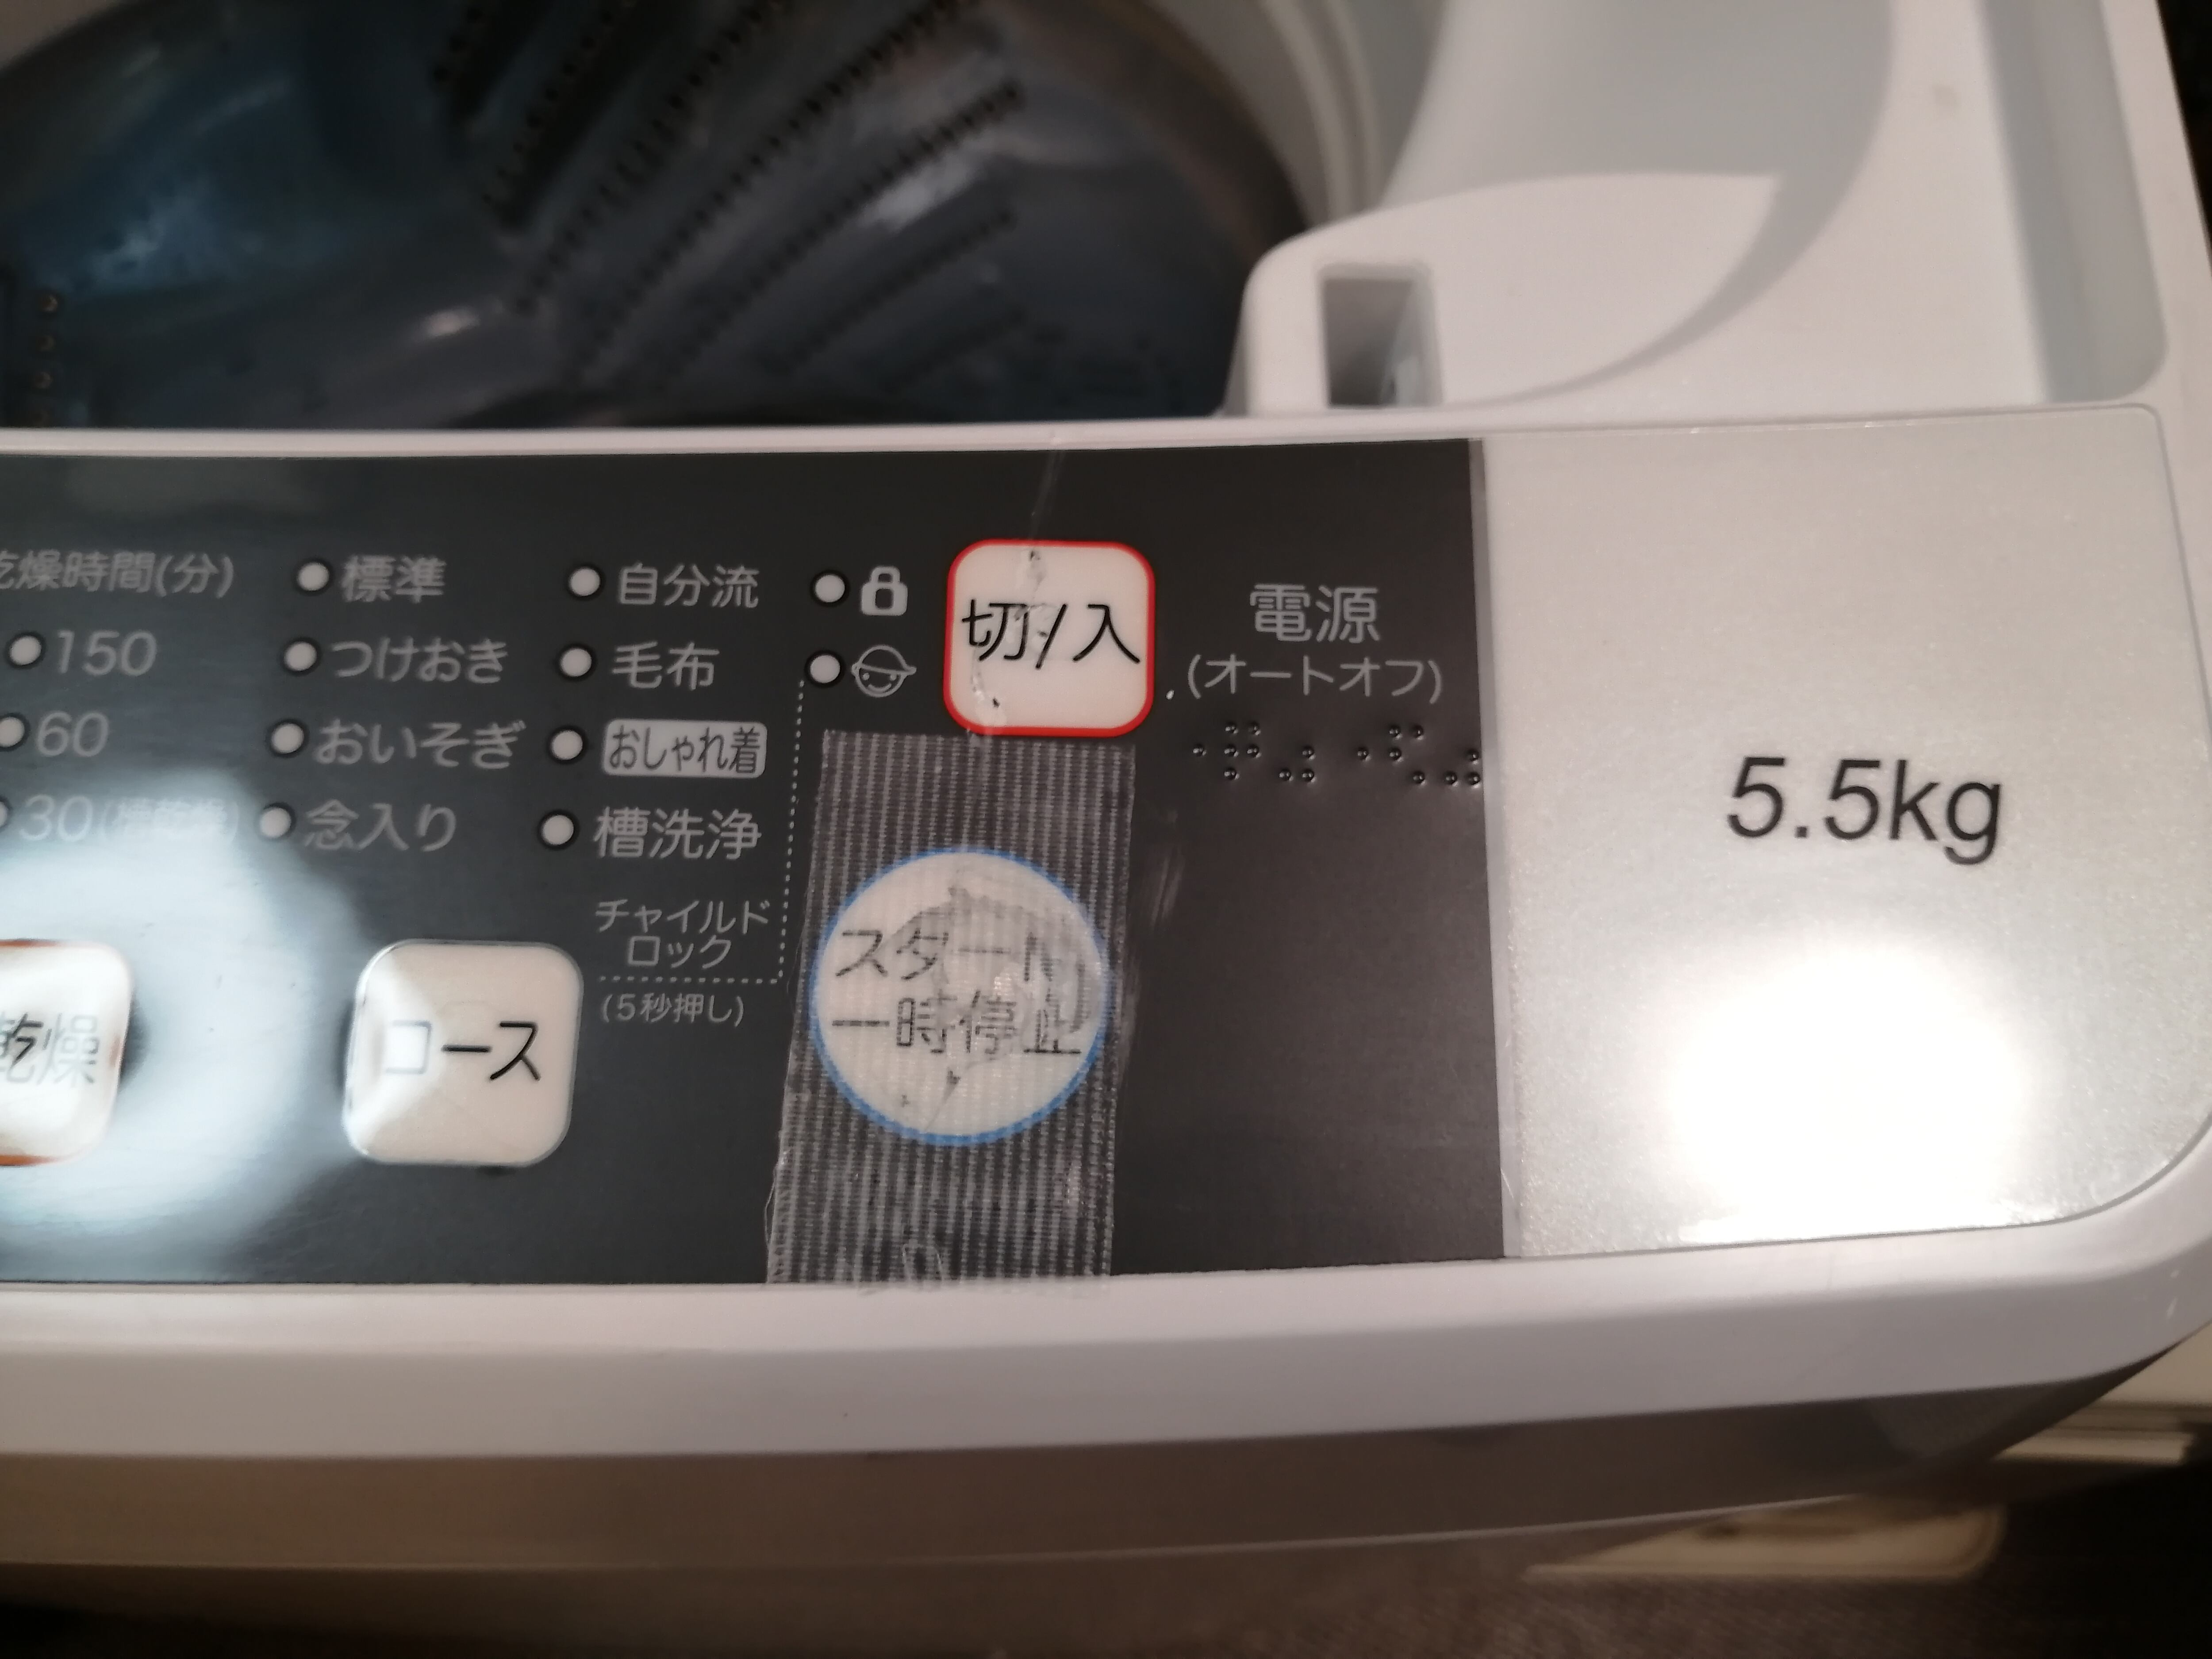 乾燥時間(分)
150
60
30(槽乾燥)
標準
つけおき
おいそぎ
念入り
自分流
毛布
おしゃれ着
槽洗浄
チャイルド
ロック
(5秒押し)
切/入
電源
(オートオフ)
乾燥
コース
スタート
一時停止
5.5kg